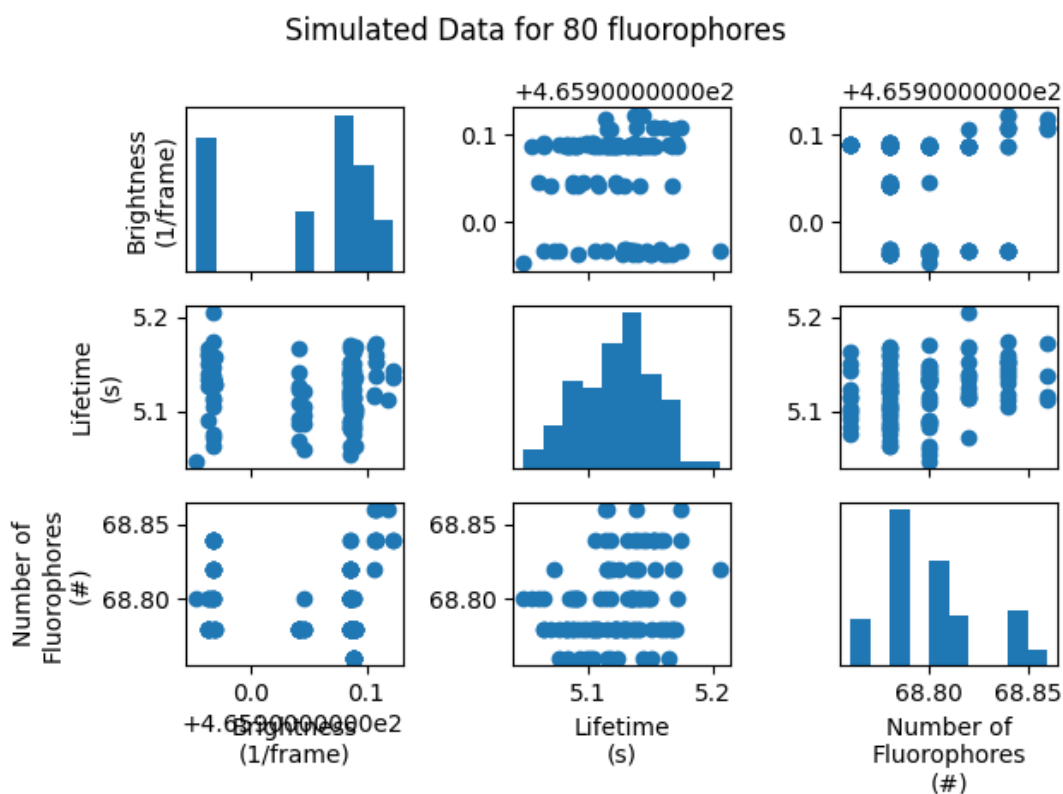 Simulated Data for 80 fluorophores
+4.65900000000e2
+4.65900000000e2
Brightness
(1/frame)
0.1
0.0
0.1
0.0
Lifetime
(s)
5.2
5.1
5.2
5.1
Number of
Fluorophores
(#)
68.85
68.80
68.85
68.80
0.0
0.1
5.1
5.2
68.80
68.85
+4.65900000000e2
Brightness
(1/frame)
Lifetime
(s)
Number of
Fluorophores
(#)